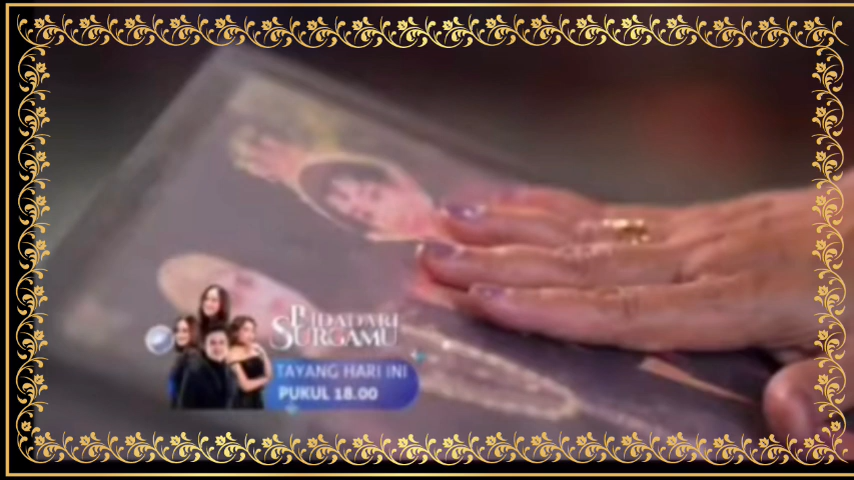 BIDADARI
SURGAMU
TAYANG HARI INI
PUKUL 18.00